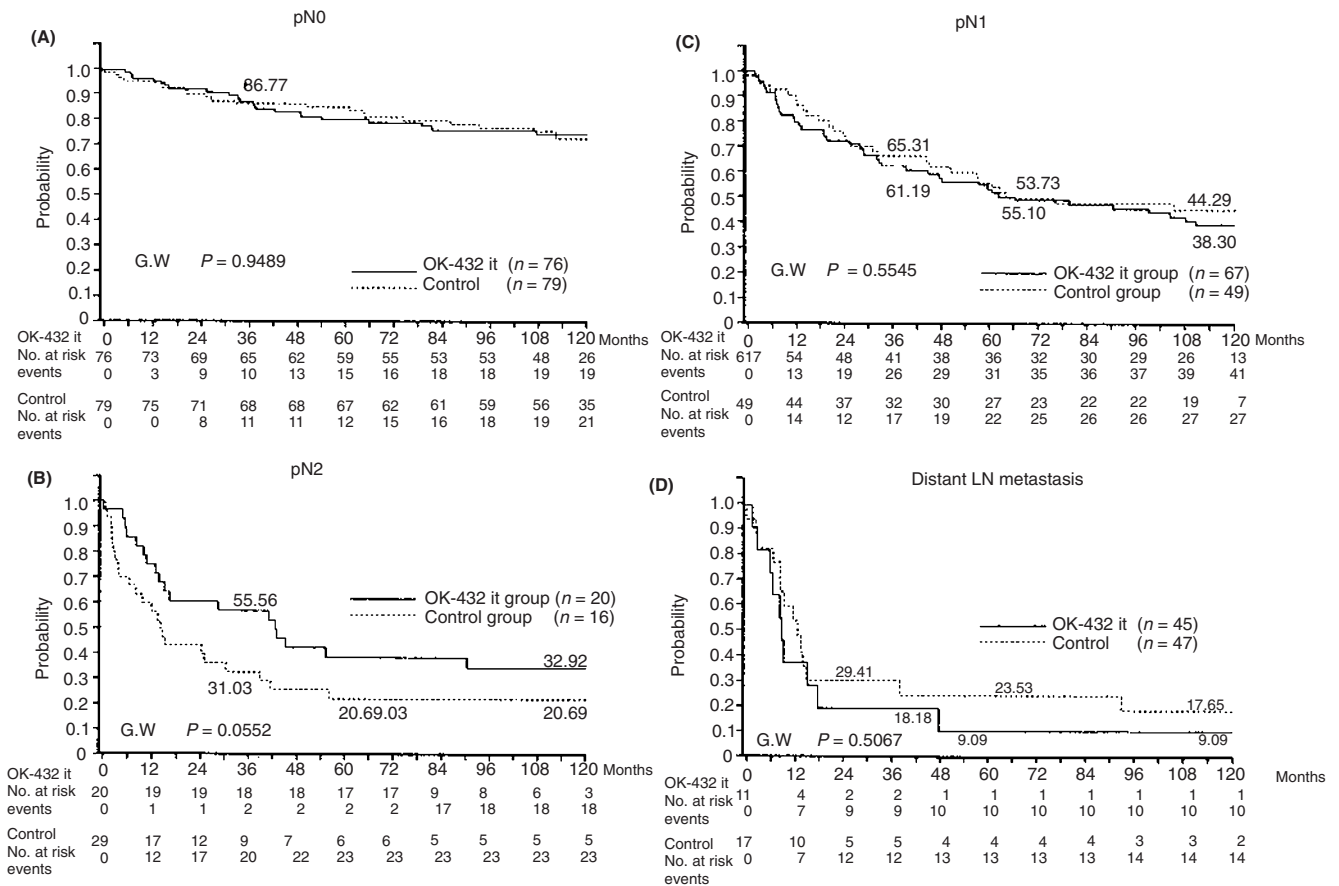 pN0
(A)
1.0
0.9
0.8
0.7
0.6
0.5
0.4
0.3
0.2
0.1
0
Probability
86.77
G.W P = 0.9489
OK-432 it (n = 76)
Control (n = 79)
OK-432 it
0 12 24 36 48 60 72 84 96 108 120 Months
No. at risk 76 73 69 65 62 59 55 53 53 48 26
events 0 3 9 10 13 15 16 18 18 19 19
Control 79 75 71 68 68 67 62 61 59 56 35
No. at risk 0 0 8 11 11 12 15 16 18 19 21
events
pN1
(C)
1.0
0.9
0.8
0.7
0.6
0.5
0.4
0.3
0.2
0.1
0
Probability
65.31
61.19
53.73
55.10
44.29
38.30
G.W P = 0.5545
OK-432 it group (n = 67)
Control group (n = 49)
OK-432 it
0 12 24 36 48 60 72 84 96 108 120 Months
No. at risk 617 54 48 41 38 36 32 30 29 26 13
events 0 13 19 26 29 31 35 36 37 39 41
Control 49 44 37 32 30 27 23 22 22 19 7
No. at risk 0 14 12 17 19 22 25 26 26 27 27
events
pN2
(B)
1.0
0.9
0.8
0.7
0.6
0.5
0.4
0.3
0.2
0.1
0
Probability
55.56
31.03
32.92
20.69.03
20.69
OK-432 it group (n = 20)
Control group (n = 16)
G.W P = 0.0552
OK-432 it
0 12 24 36 48 60 72 84 96 108 120 Months
No. at risk 20 19 19 18 18 17 17 9 8 6 3
events 0 1 1 2 2 2 2 17 18 18 18
Control 29 17 12 9 7 6 6 5 5 5 5
No. at risk 0 12 17 20 22 23 23 23 23 23 23
events
Distant LN metastasis
(D)
1.0
0.9
0.8
0.7
0.6
0.5
0.4
0.3
0.2
0.1
0
Probability
OK-432 it (n = 45)
Control (n = 47)
29.41
23.53
17.65
18.18
9.09
9.09
G.W P = 0.5067
0 12 24 36 48 60 72 84 96 108 120 Months
OK-432 it
No. at risk 11 4 2 2 1 1 1 1 1 1 1
events 0 7 9 9 10 10 10 10 10 10 10
Control 17 10 5 5 4 4 4 4 3 3 2
No. at risk 0 7 12 12 13 13 13 13 14 14 14
events